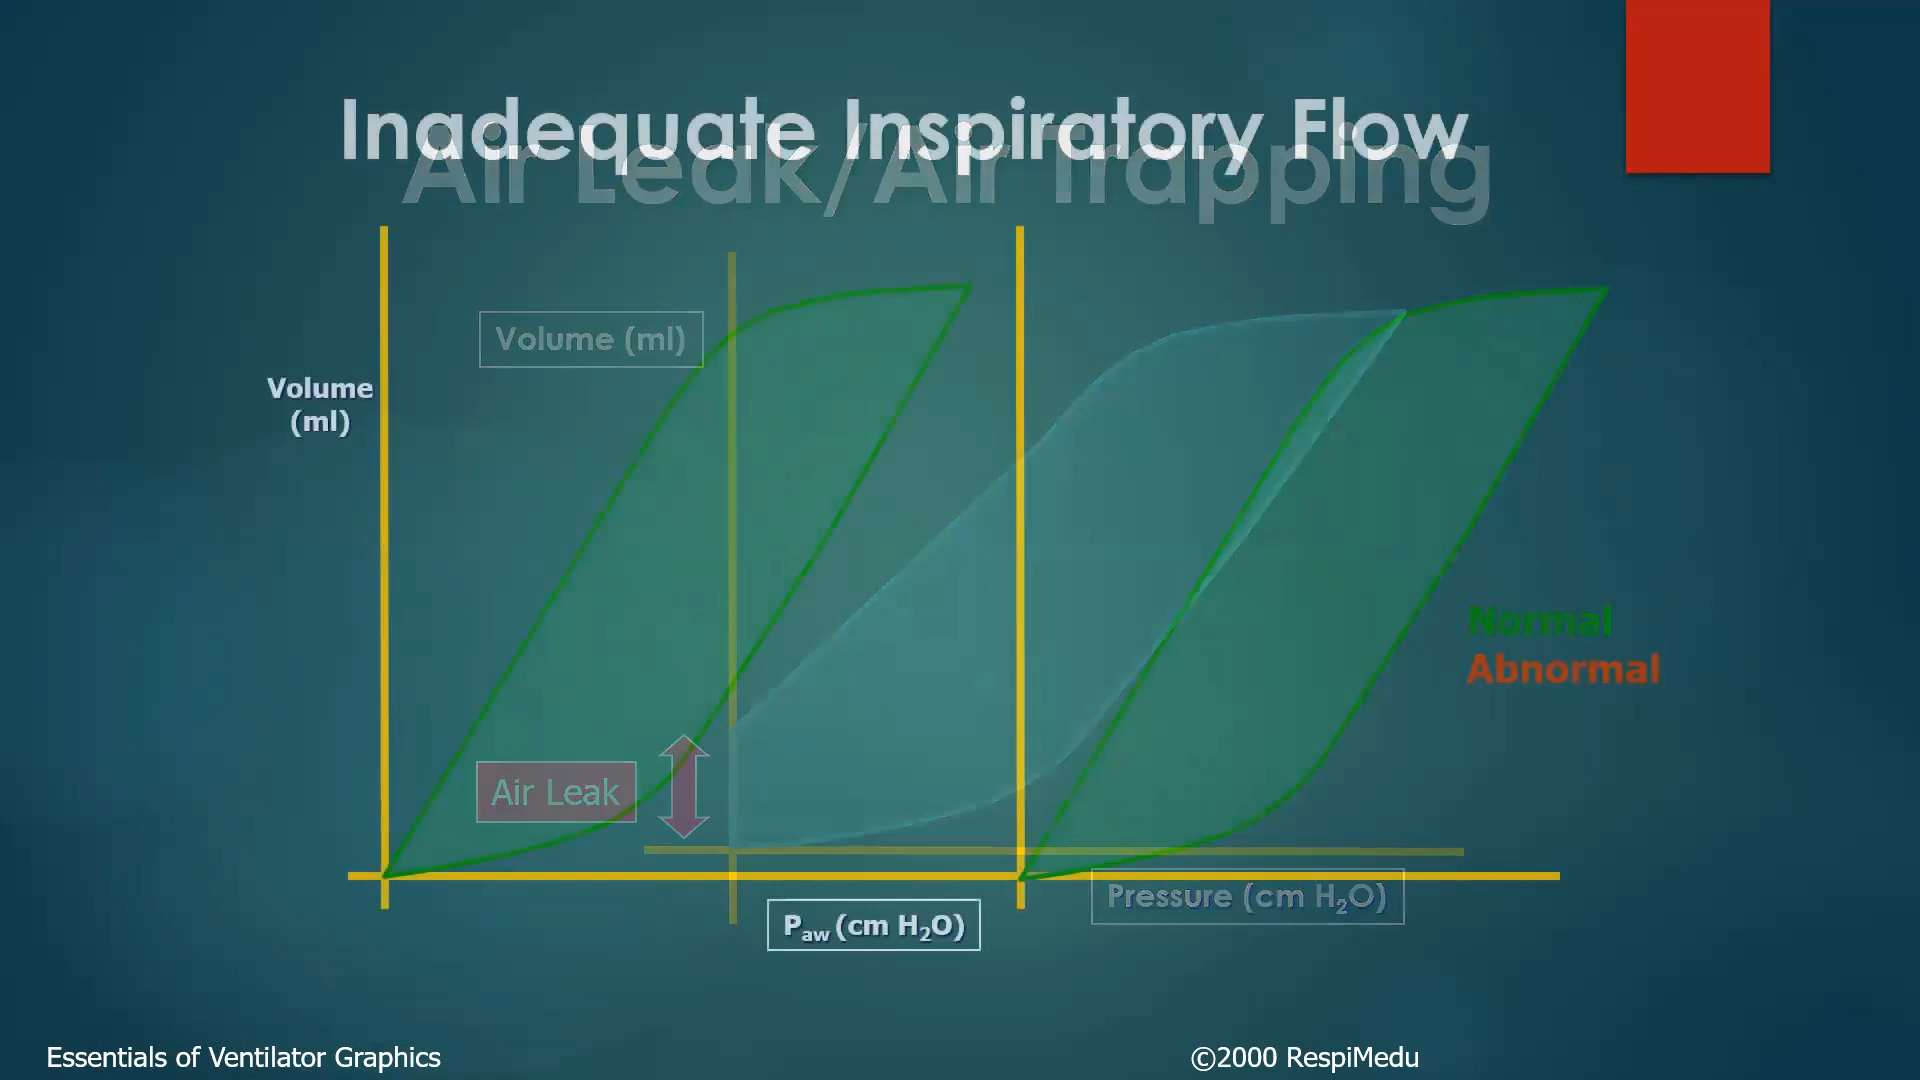 Inadequate Inspiratory Flow
Air Leak/Air Trapping
Volume (ml)
Volume
(ml)
Normal
Abnormal
Air Leak
Pressure (cm H₂O)
Paw (cm H₂O)
Essentials of Ventilator Graphics
©2000 RespiMedu